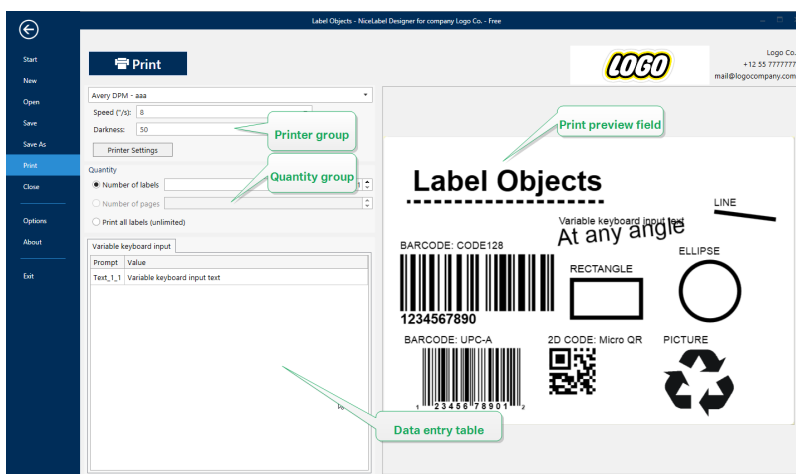 Label Objects - NiceLabel Designer for company Logo Co. - Free
Start
New
Open
Save
Save As
Print
Close
Options
About
Exit
Print
LOGO
Logo Co.
+12 55 7777777
mail@logocompany.com
Avery DPM - aaa
Speed ("/s): 8
Darkness: 50
Printer Settings
Printer group
Quantity
Number of labels 1
Quantity group
Number of pages
Print all labels (unlimited)
Variable keyboard input
Prompt Value
Text_1_1 Variable keyboard input text
Data entry table
Print preview field
Label Objects
LINE
Variable keyboard input text
At any angle
BARCODE: CODE128
ELLIPSE
RECTANGLE
1234567890
BARCODE: UPC-A
2D CODE: Micro QR
PICTURE
1 23456 78901 2